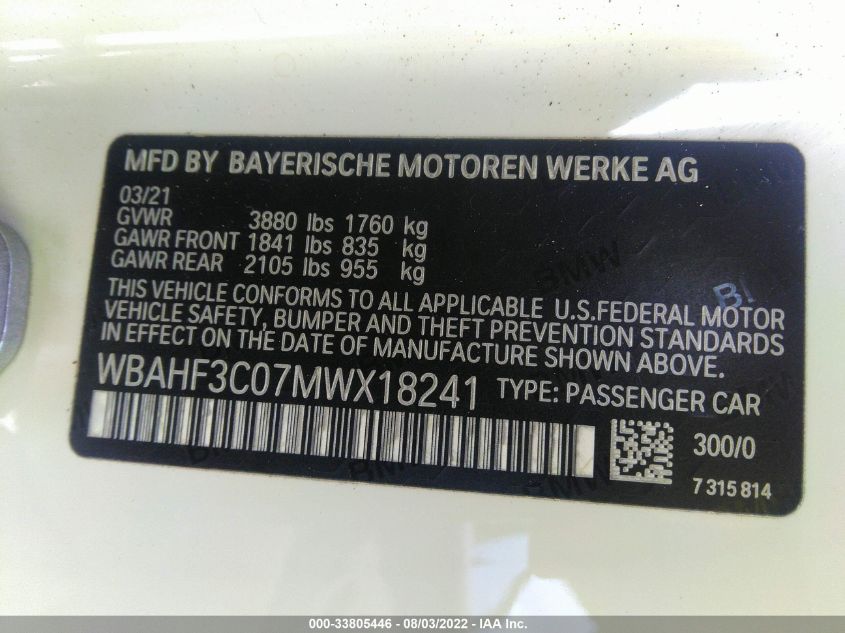 MFD BY BAYERISCHE MOTOREN WERKE AG
03/21
GVWR 3880 lbs 1760 kg
GAWR FRONT 1841 lbs 835 kg
GAWR REAR 2105 lbs 955 kg
THIS VEHICLE CONFORMS TO ALL APPLICABLE U.S.FEDERAL MOTOR
VEHICLE SAFETY, BUMPER AND THEFT PREVENTION STANDARDS
IN EFFECT ON THE DATE OF MANUFACTURE SHOWN ABOVE.
WBAHF3C07MWX18241 TYPE: PASSENGER CAR
300/0
7 315 814
000-33805446 - 08/03/2022 - IAA Inc.